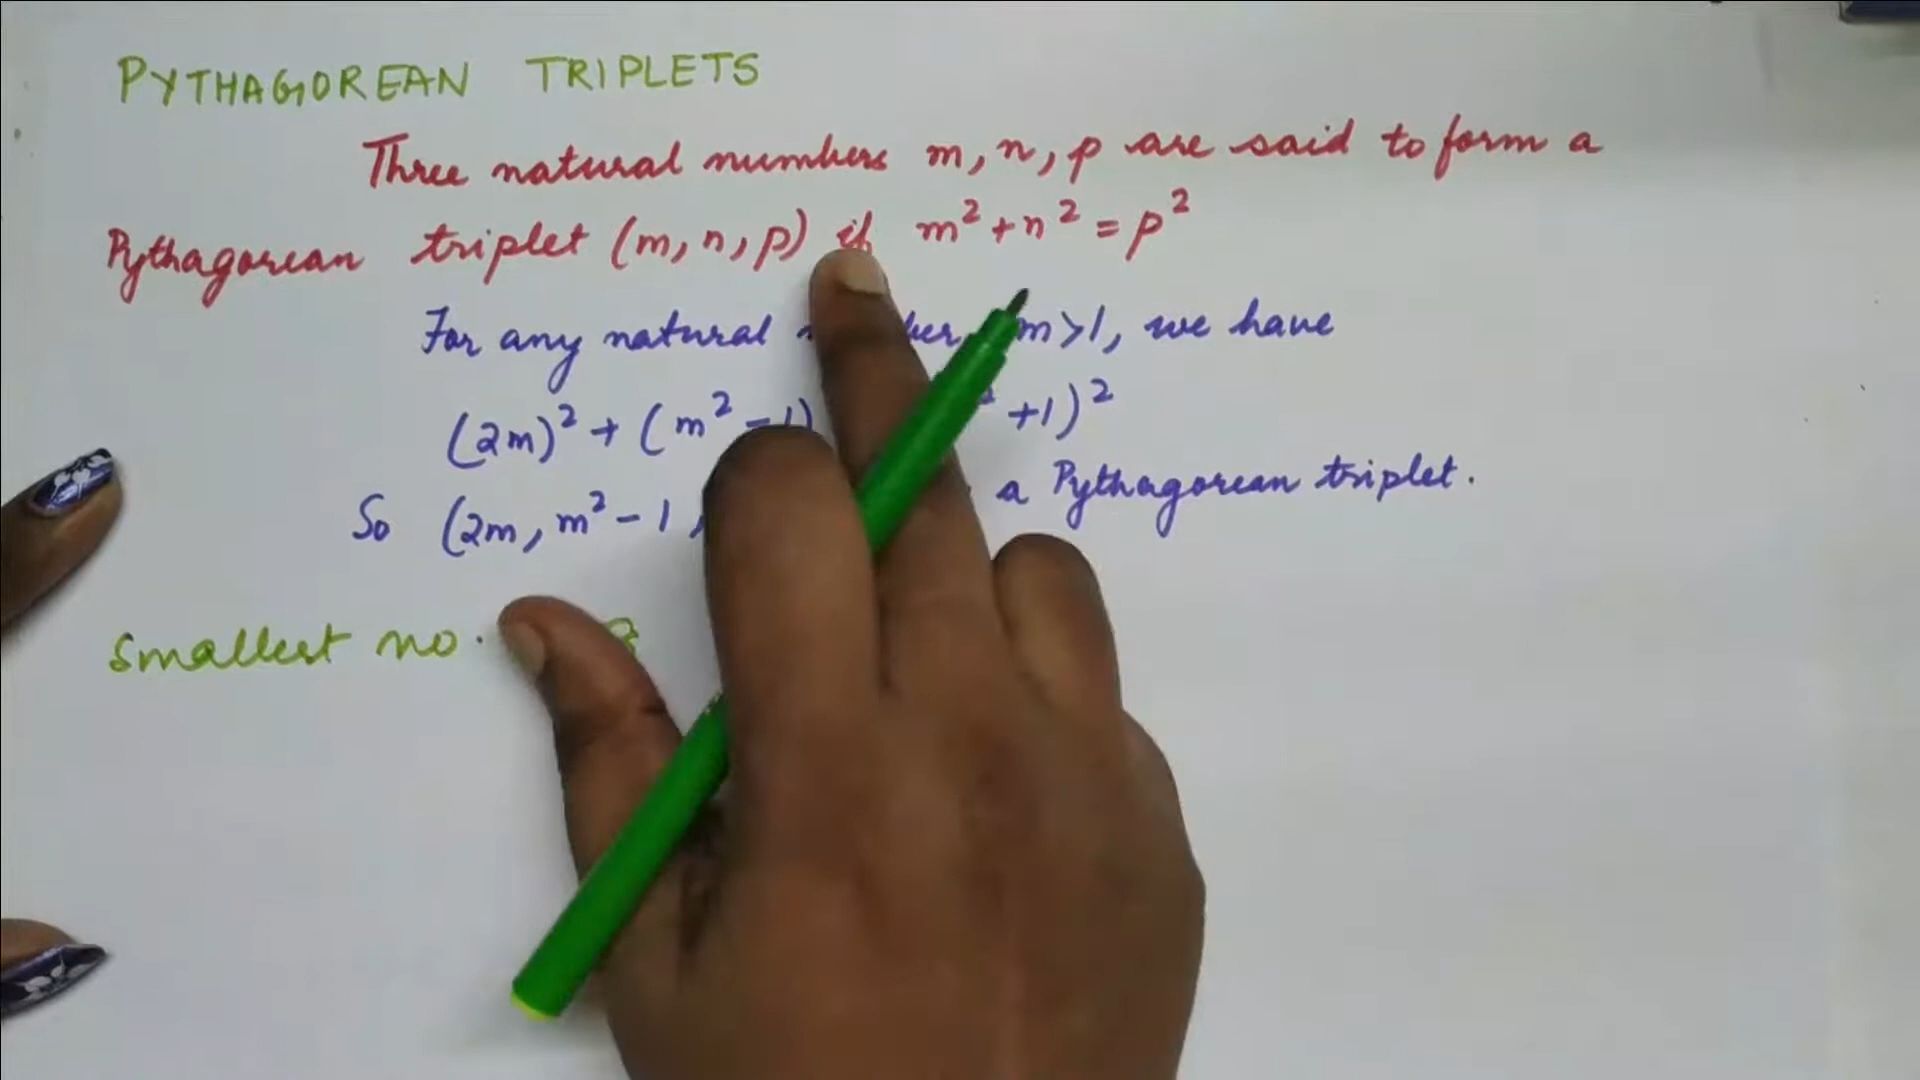 PYTHAGOREAN TRIPLETS
Three natural numbers m, n, p are said to form a
Pythagorean triplet (m, n, p) if m² + n² = p²
For any natural m>1, we have
(2m)² + (m² - 1) +1)²
So (2m, m² - 1, a Pythagorean triplet.
Smallest no.